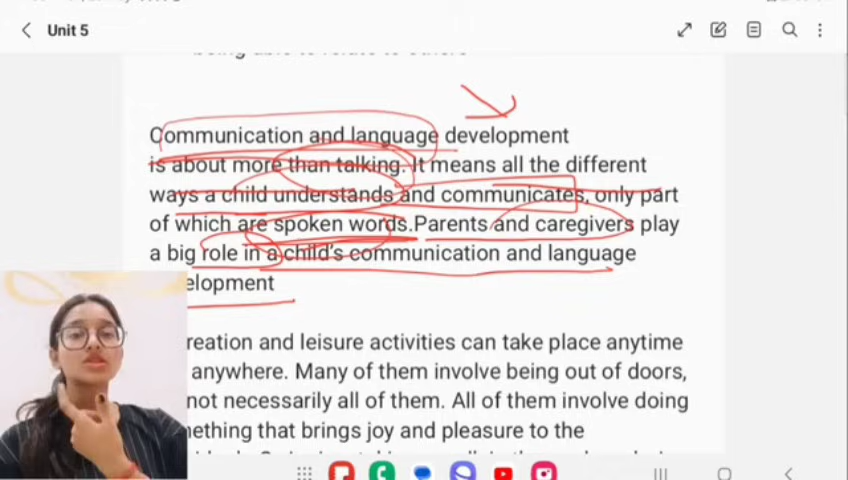 Unit 5
Communication and language development
is about more than talking. It means all the different
ways a child understands and communicates, only part
of which are spoken words.Parents and caregivers play
a big role in a child's communication and language
elopment
reation and leisure activities can take place anytime
anywhere. Many of them involve being out of doors,
not necessarily all of them. All of them involve doing
nething that brings joy and pleasure to the